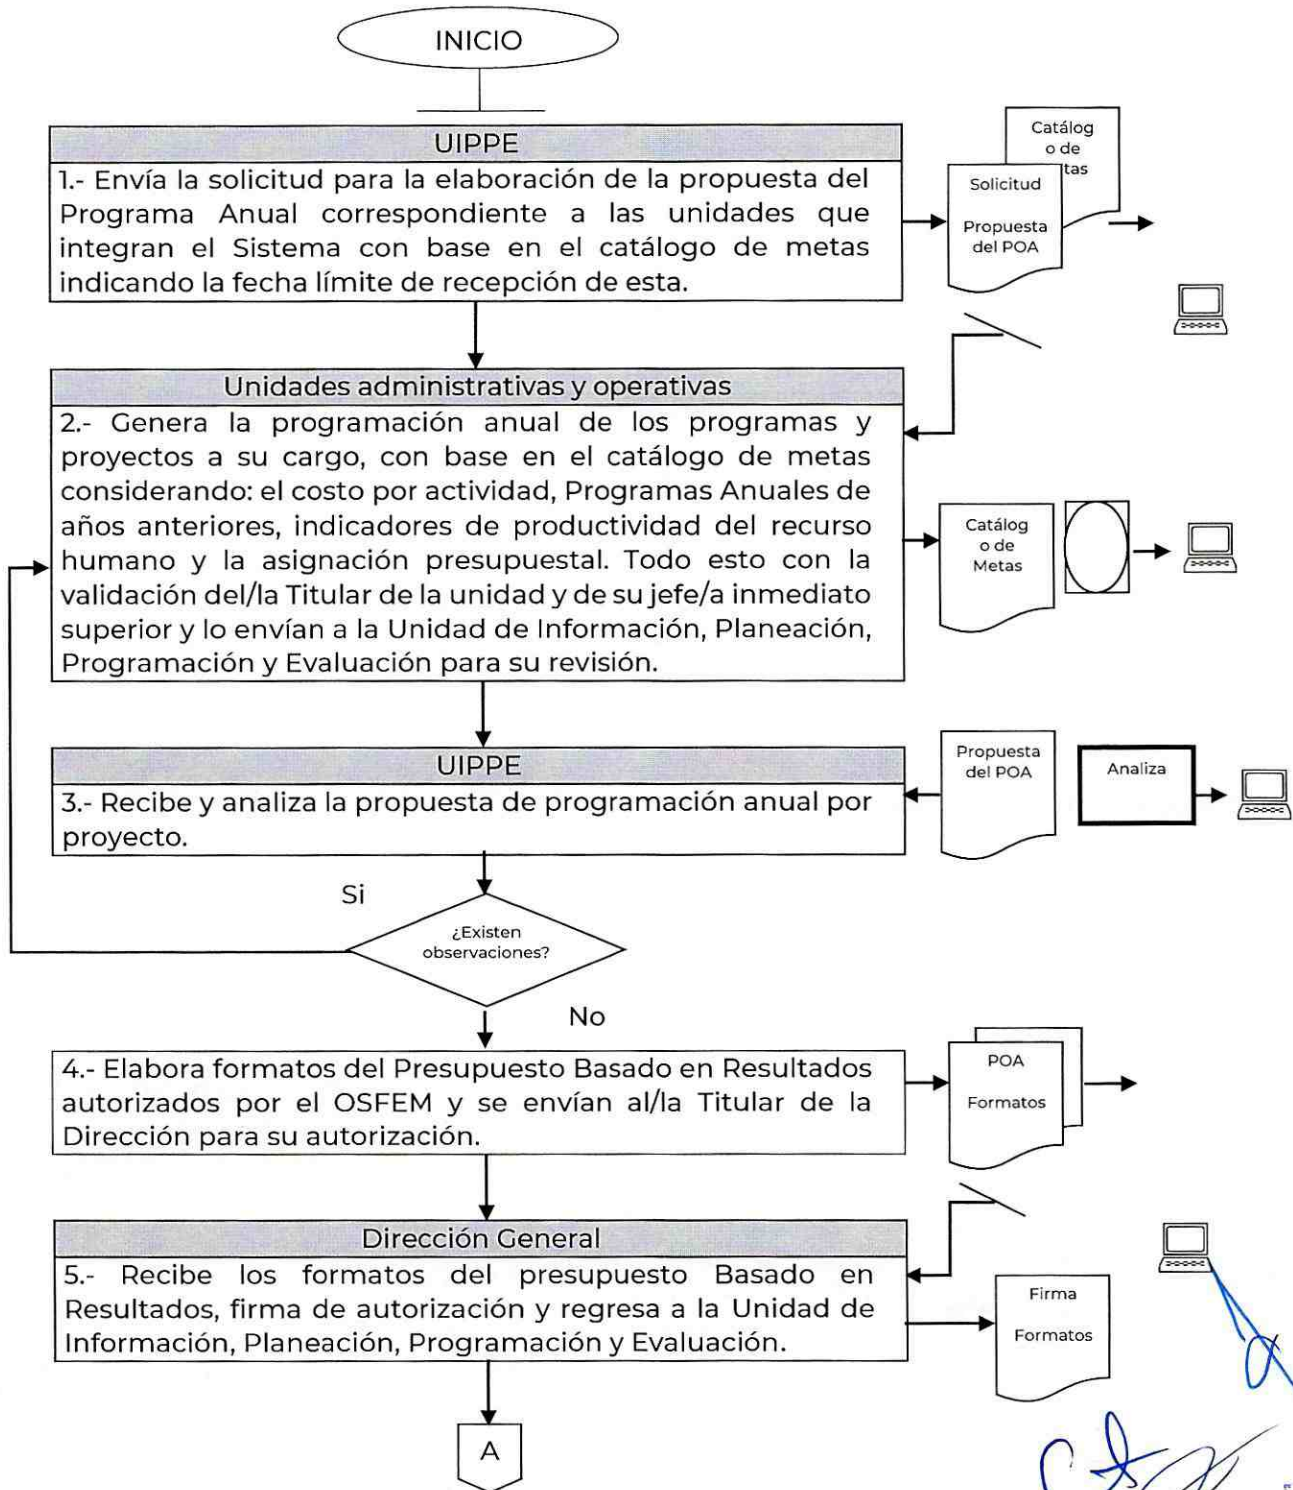 INICIO
UIPPE
1.- Envía la solicitud para la elaboración de la propuesta del
Programa Anual correspondiente a las unidades que
integran el Sistema con base en el catálogo de metas
indicando la fecha límite de recepción de esta.
Catálog
o de
tas
Solicitud
Propuesta
del POA
Unidades administrativas y operativas
2.- Genera la programación anual de los programas y
proyectos a su cargo, con base en el catálogo de metas
considerando: el costo por actividad, Programas Anuales de
años anteriores, indicadores de productividad del recurso
humano y la asignación presupuestal. Todo esto con la
validación del/la Titular de la unidad y de su jefe/a inmediato
superior y lo envían a la Unidad de Información, Planeación,
Programación y Evaluación para su revisión.
Catálog
o de
Metas
UIPPE
3.- Recibe y analiza la propuesta de programación anual por
proyecto.
Propuesta
del POA
Analiza
Si
¿Existen
observaciones?
No
4.- Elabora formatos del Presupuesto Basado en Resultados
autorizados por el OSFEM y se envían al/la Titular de la
Dirección para su autorización.
POA
Formatos
Dirección General
5.- Recibe los formatos del presupuesto Basado en
Resultados, firma de autorización y regresa a la Unidad de
Información, Planeación, Programación y Evaluación.
Firma
Formatos
A